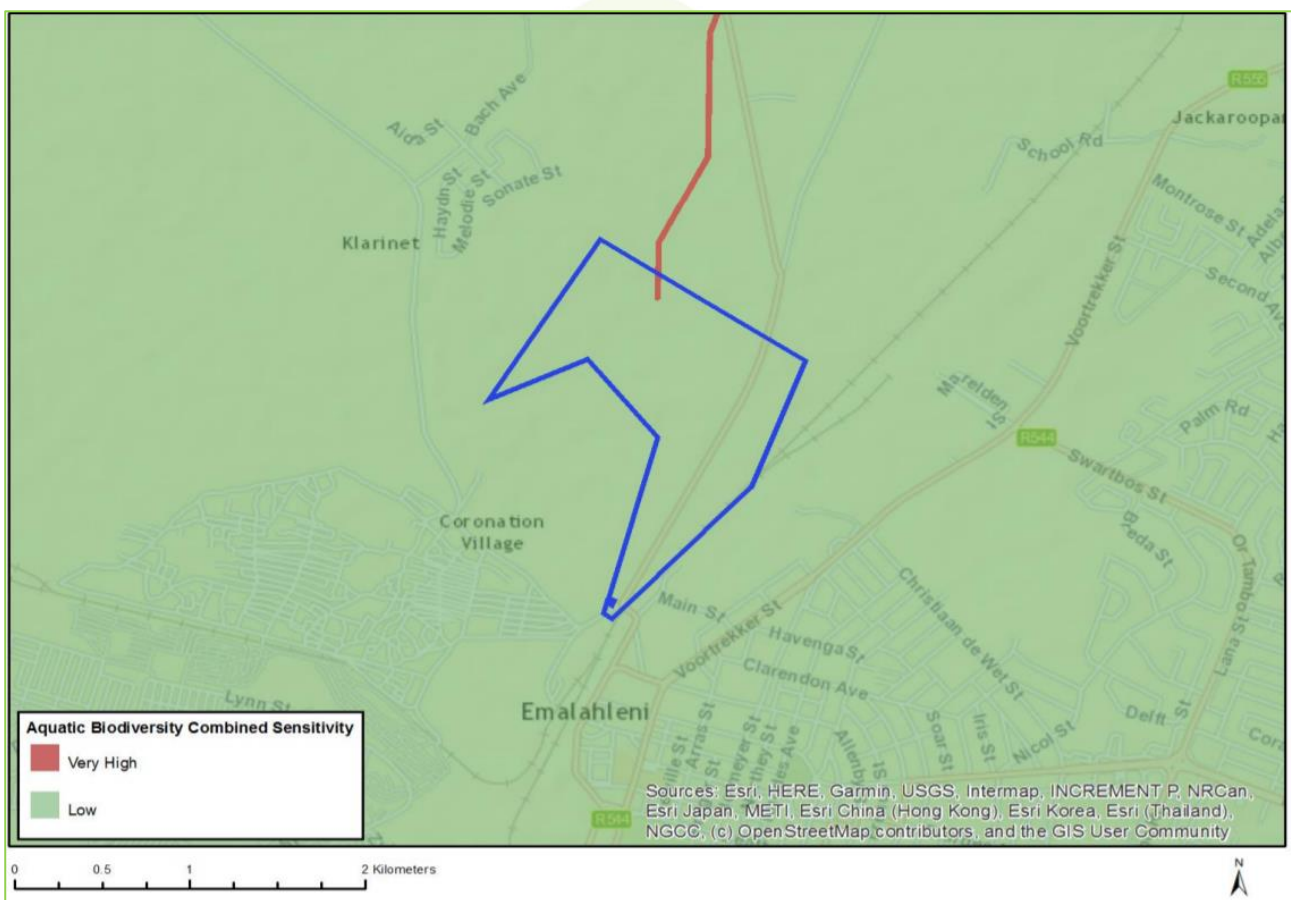 R555
Jackaroopa
School Rd
Bach Ave
Aida St
Sonate St
Haydn St
Melodie St
Klarinet
Montrose St
Second Ave
Voortrekker St
Marelden St
Palm Rd
R544
Swartbos St
Breda St
Or Tambo St
Lana St
Coronation
Village
Christiaan de Wet St
Main St
Voortrekker St
Havenga St
Clarendon Ave
Emalahleni
Lynn St
Arras St
Soar St
Iris St
Nicol St
Delft St
R544
Aquatic Biodiversity Combined Sensitivity
Very High
Low
Sources: Esri, HERE, Garmin, USGS, Intermap, INCREMENT P, NRCan,
Esri Japan, METI, Esri China (Hong Kong), Esri Korea, Esri (Thailand),
NGCC, (c) OpenStreetMap contributors, and the GIS User Community
0 0.5 1 2 Kilometers
N